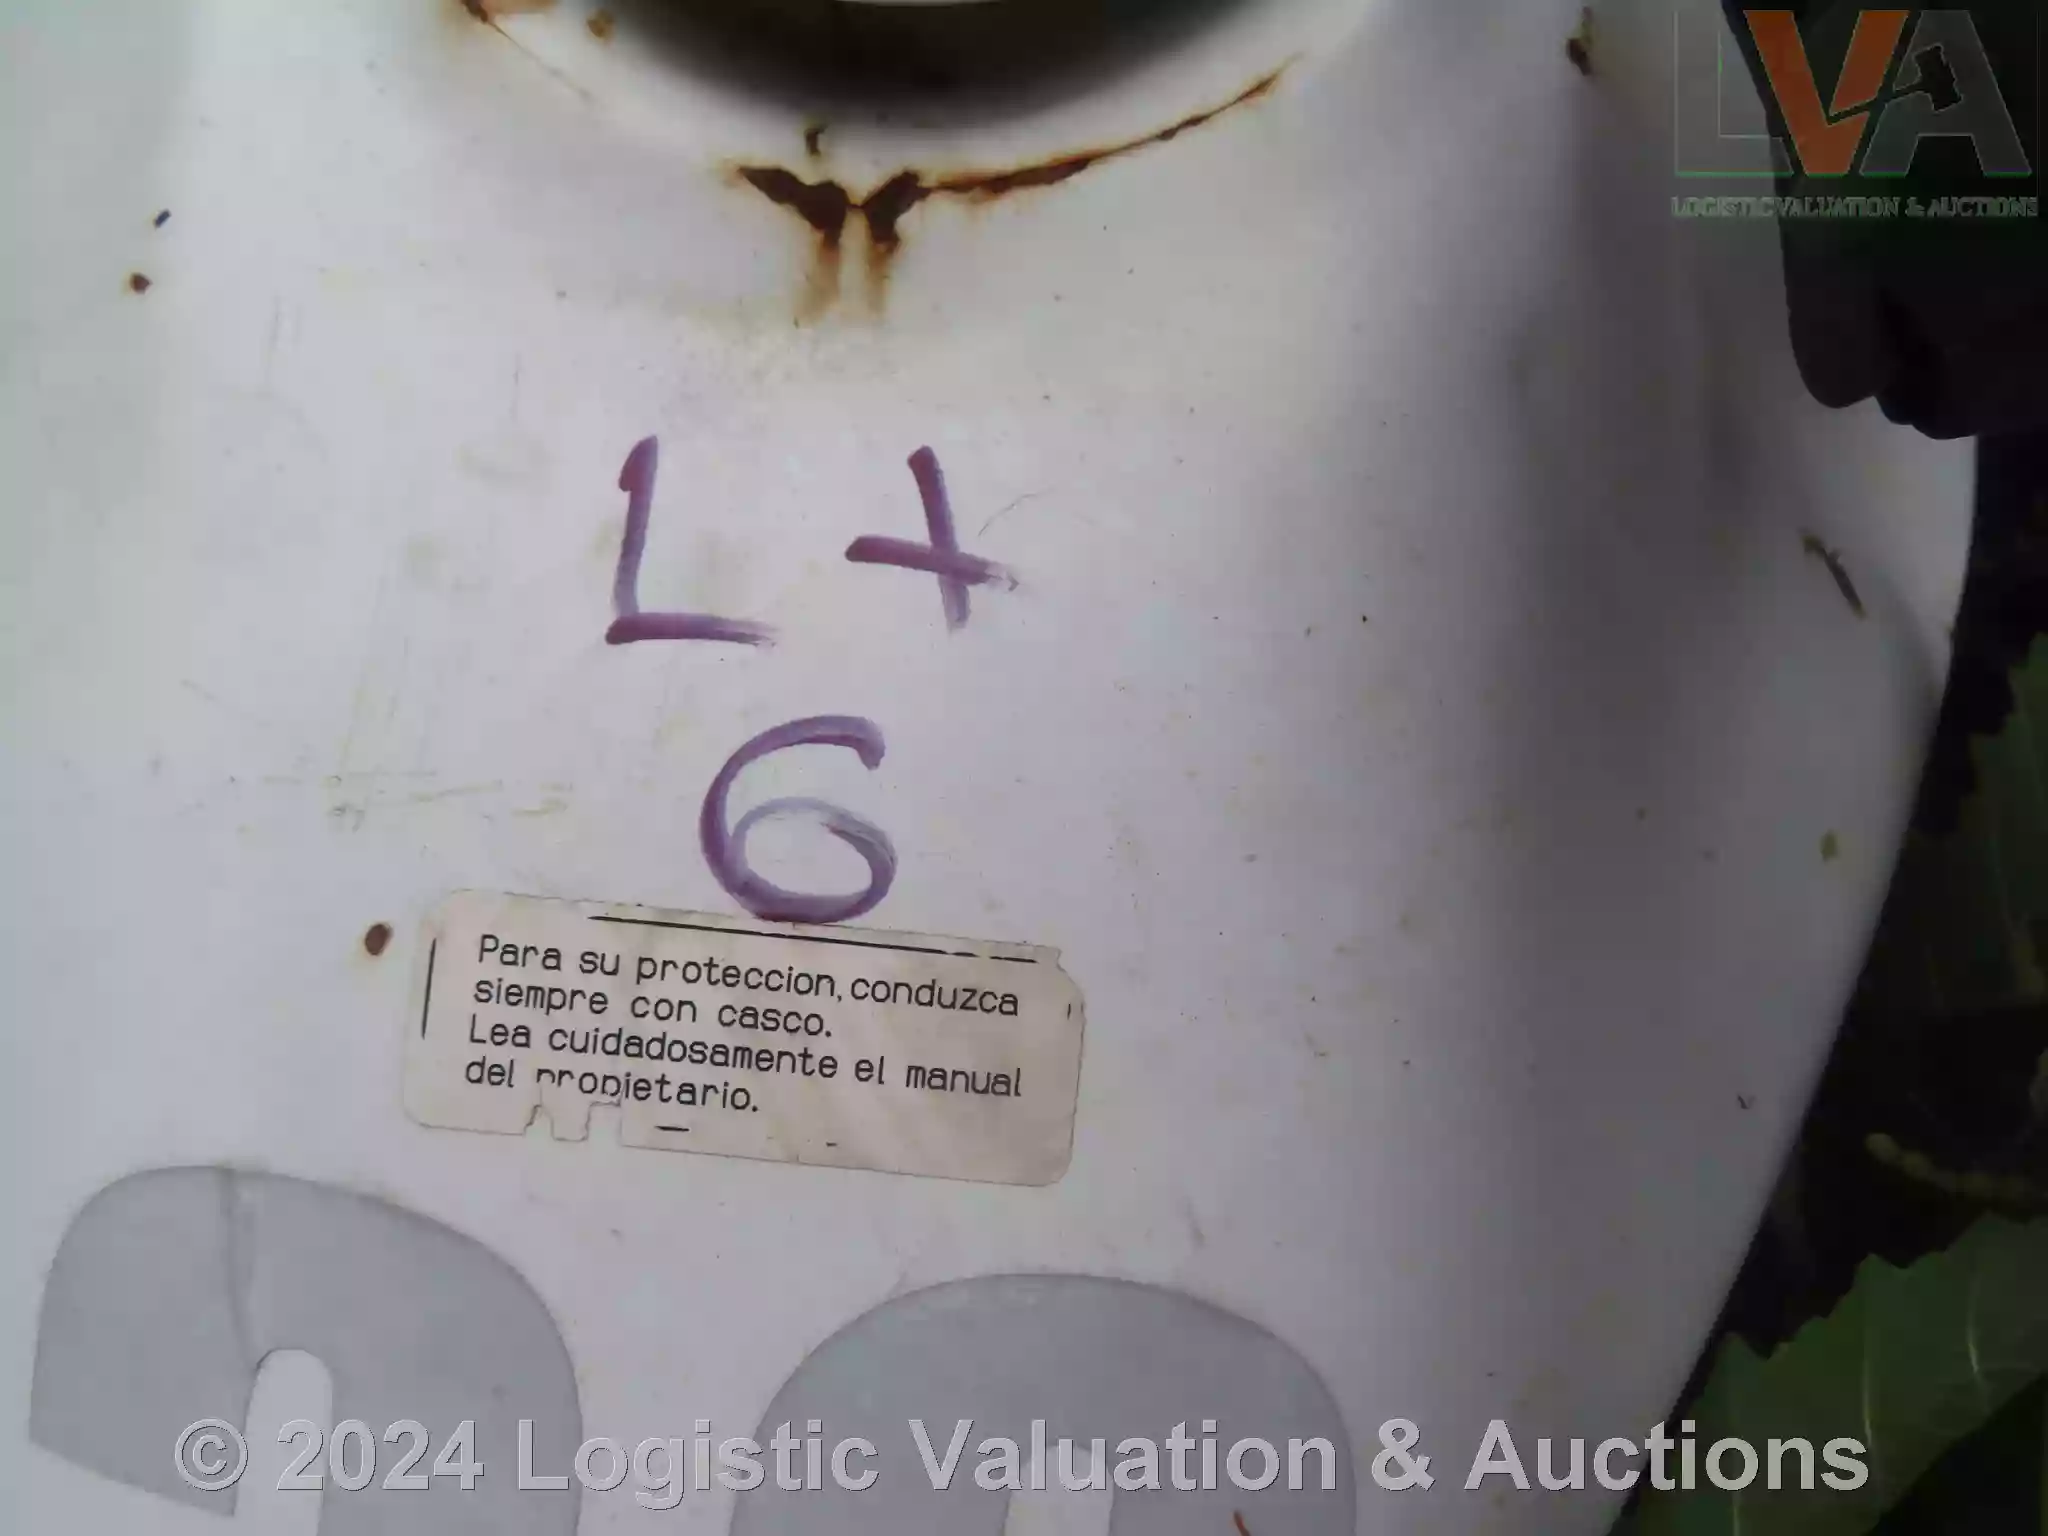 LVA
LOGISTIC VALUATION & AUCTIONS
L+
6
Para su proteccion, conduzca
siempre con casco.
Lea cuidadosamente el manual
del propietario.
© 2024 Logistic Valuation & Auctions